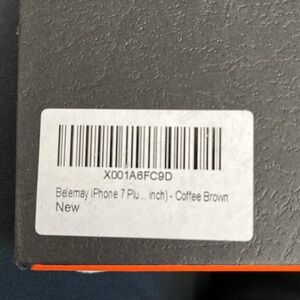 X001A6FC9D
Belemay iPhone 7 Plu... inch) - Coffee Brown
New